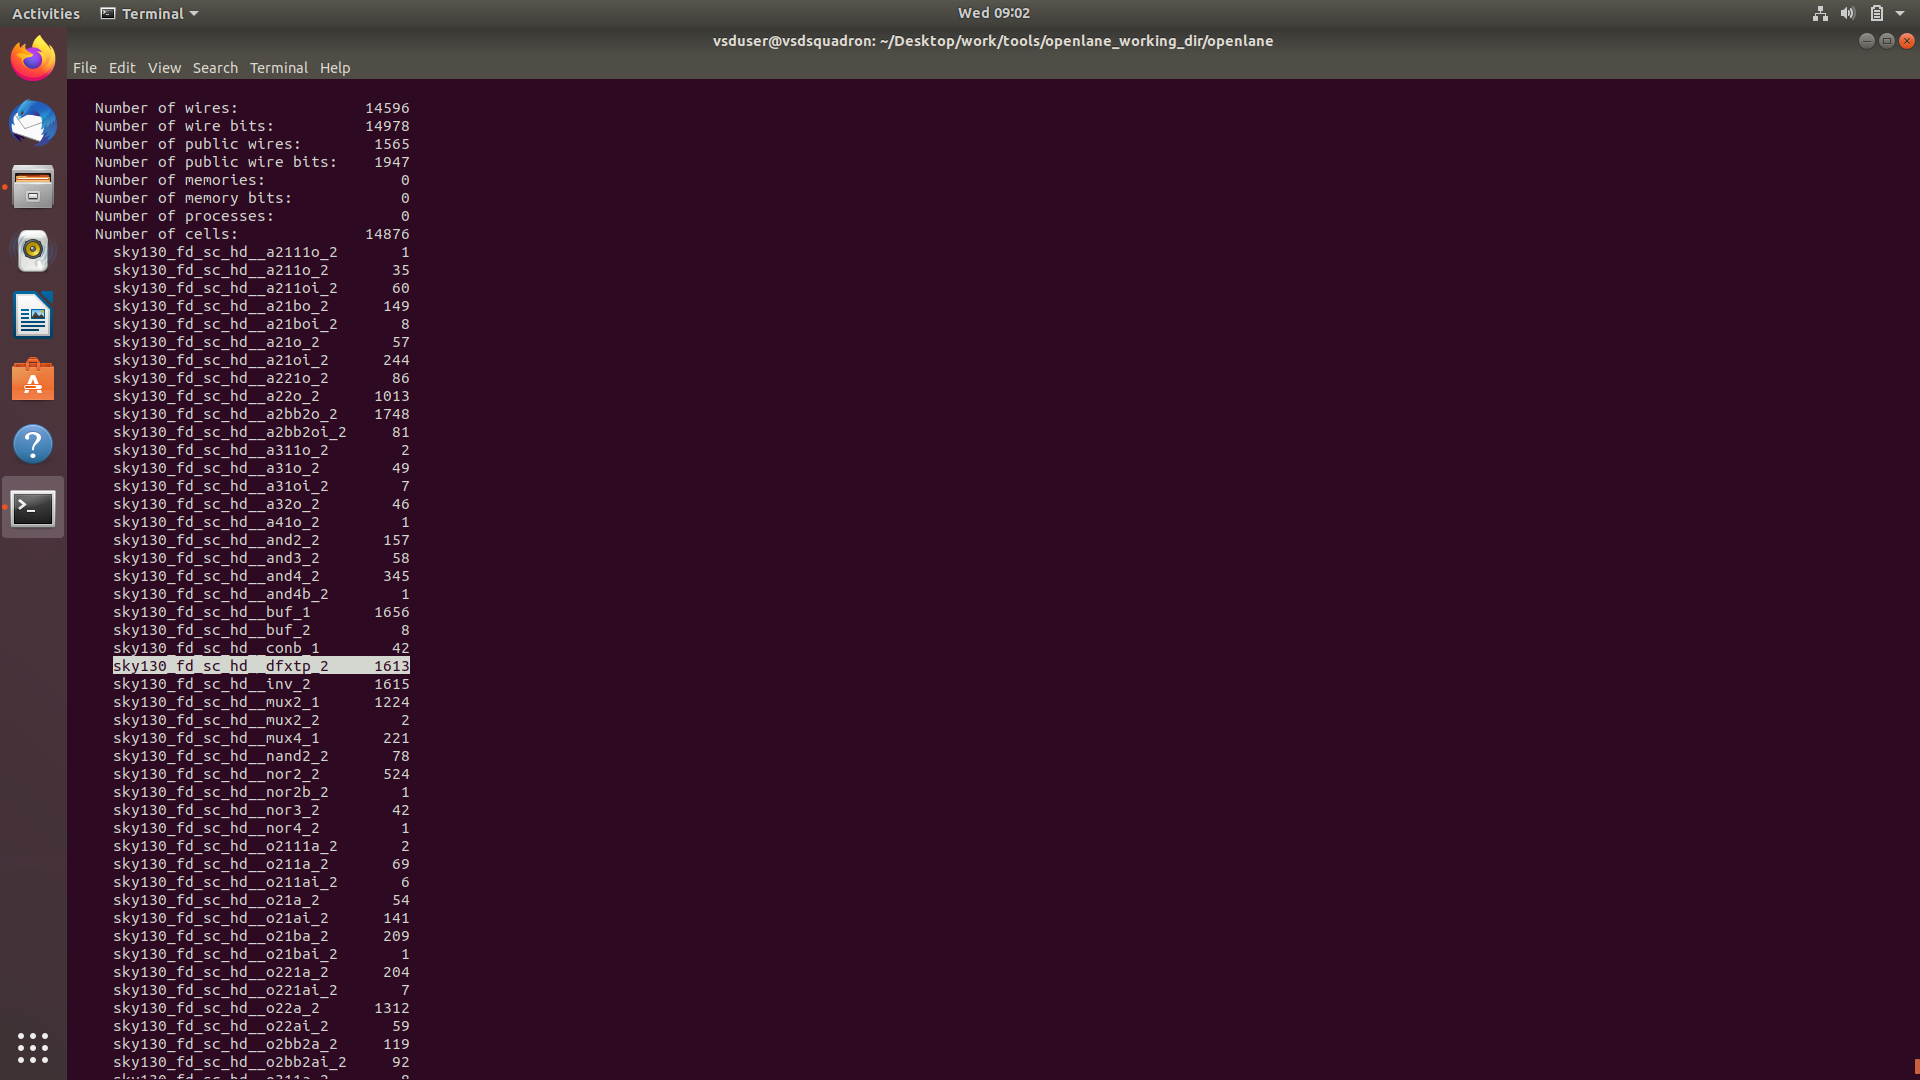 Activities Terminal Wed 09:02
vsduser@vsdsquadron: ~/Desktop/work/tools/openlane_working_dir/openlane
File Edit View Search Terminal Help
Number of wires: 14596
Number of wire bits: 14978
Number of public wires: 1565
Number of public wire bits: 1947
Number of memories: 0
Number of memory bits: 0
Number of processes: 0
Number of cells: 14876
sky130_fd_sc_hd__a2111o_2 1
sky130_fd_sc_hd__a211o_2 35
sky130_fd_sc_hd__a211oi_2 60
sky130_fd_sc_hd__a21bo_2 149
sky130_fd_sc_hd__a21boi_2 8
sky130_fd_sc_hd__a21o_2 57
sky130_fd_sc_hd__a21oi_2 244
sky130_fd_sc_hd__a221o_2 86
sky130_fd_sc_hd__a22o_2 1013
sky130_fd_sc_hd__a2bb2o_2 1748
sky130_fd_sc_hd__a2bb2oi_2 81
sky130_fd_sc_hd__a311o_2 2
sky130_fd_sc_hd__a31o_2 49
sky130_fd_sc_hd__a31oi_2 7
sky130_fd_sc_hd__a32o_2 46
sky130_fd_sc_hd__a41o_2 1
sky130_fd_sc_hd__and2_2 157
sky130_fd_sc_hd__and3_2 58
sky130_fd_sc_hd__and4_2 345
sky130_fd_sc_hd__and4b_2 1
sky130_fd_sc_hd__buf_1 1656
sky130_fd_sc_hd__buf_2 8
sky130_fd_sc_hd__conb_1 42
sky130_fd_sc_hd__dfxtp_2 1613
sky130_fd_sc_hd__inv_2 1615
sky130_fd_sc_hd__mux2_1 1224
sky130_fd_sc_hd__mux2_2 2
sky130_fd_sc_hd__mux4_1 221
sky130_fd_sc_hd__nand2_2 78
sky130_fd_sc_hd__nor2_2 524
sky130_fd_sc_hd__nor2b_2 1
sky130_fd_sc_hd__nor3_2 42
sky130_fd_sc_hd__nor4_2 1
sky130_fd_sc_hd__o2111a_2 2
sky130_fd_sc_hd__o211a_2 69
sky130_fd_sc_hd__o211ai_2 6
sky130_fd_sc_hd__o21a_2 54
sky130_fd_sc_hd__o21ai_2 141
sky130_fd_sc_hd__o21ba_2 209
sky130_fd_sc_hd__o21bai_2 1
sky130_fd_sc_hd__o221a_2 204
sky130_fd_sc_hd__o221ai_2 7
sky130_fd_sc_hd__o22a_2 1312
sky130_fd_sc_hd__o22ai_2 59
sky130_fd_sc_hd__o2bb2a_2 119
sky130_fd_sc_hd__o2bb2ai_2 92